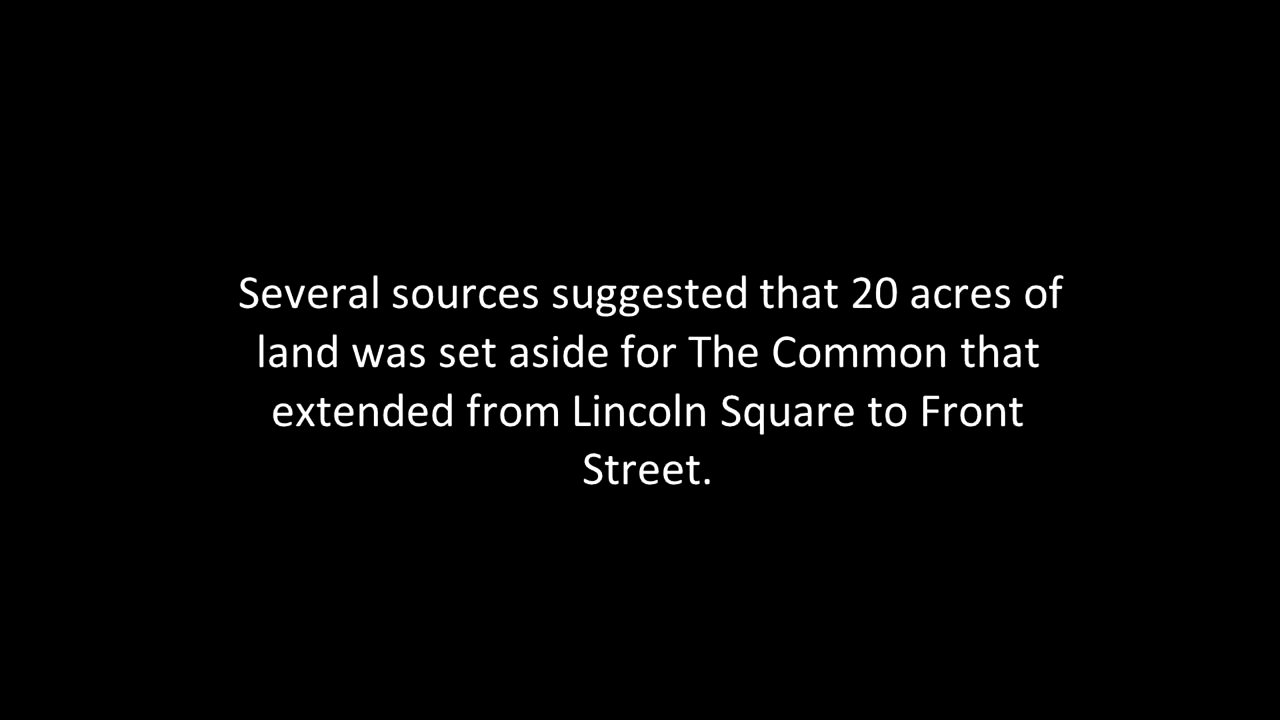 Several sources suggested that 20 acres of
land was set aside for The Common that
extended from Lincoln Square to Front
Street.